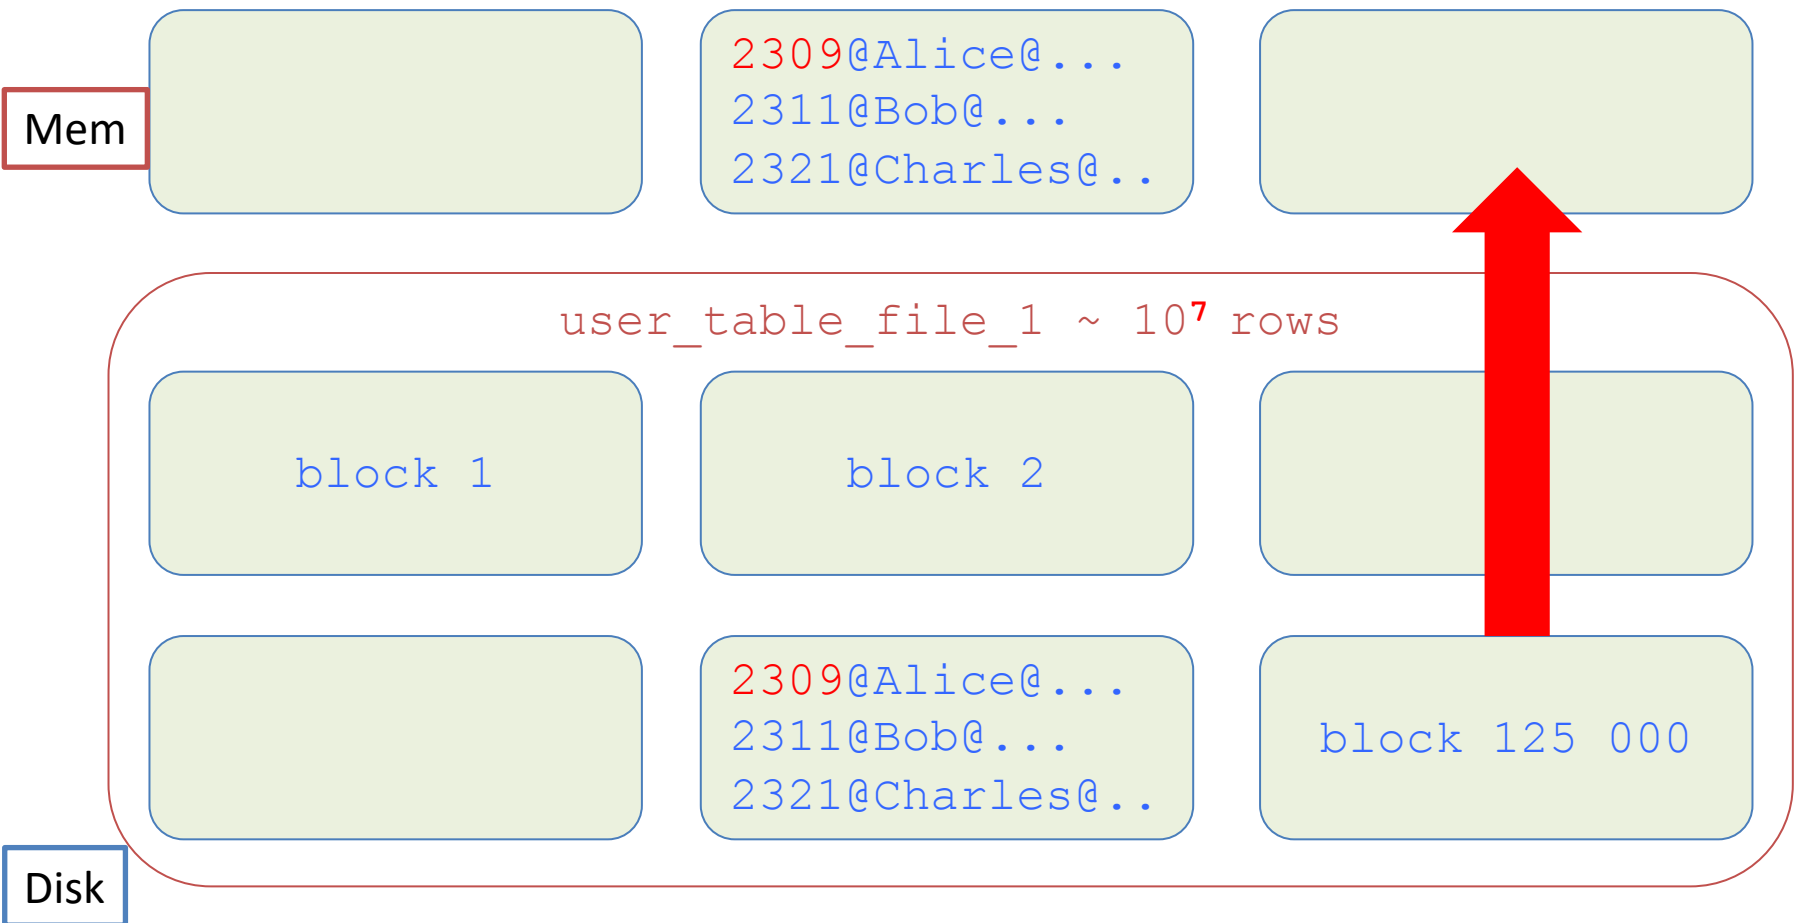 2309@Alice@...
2311@Bob@...
2321@Charles@..
Mem
user_table_file_1 ~ 10⁷ rows
block 1
block 2
2309@Alice@...
2311@Bob@...
2321@Charles@..
block 125 000
Disk